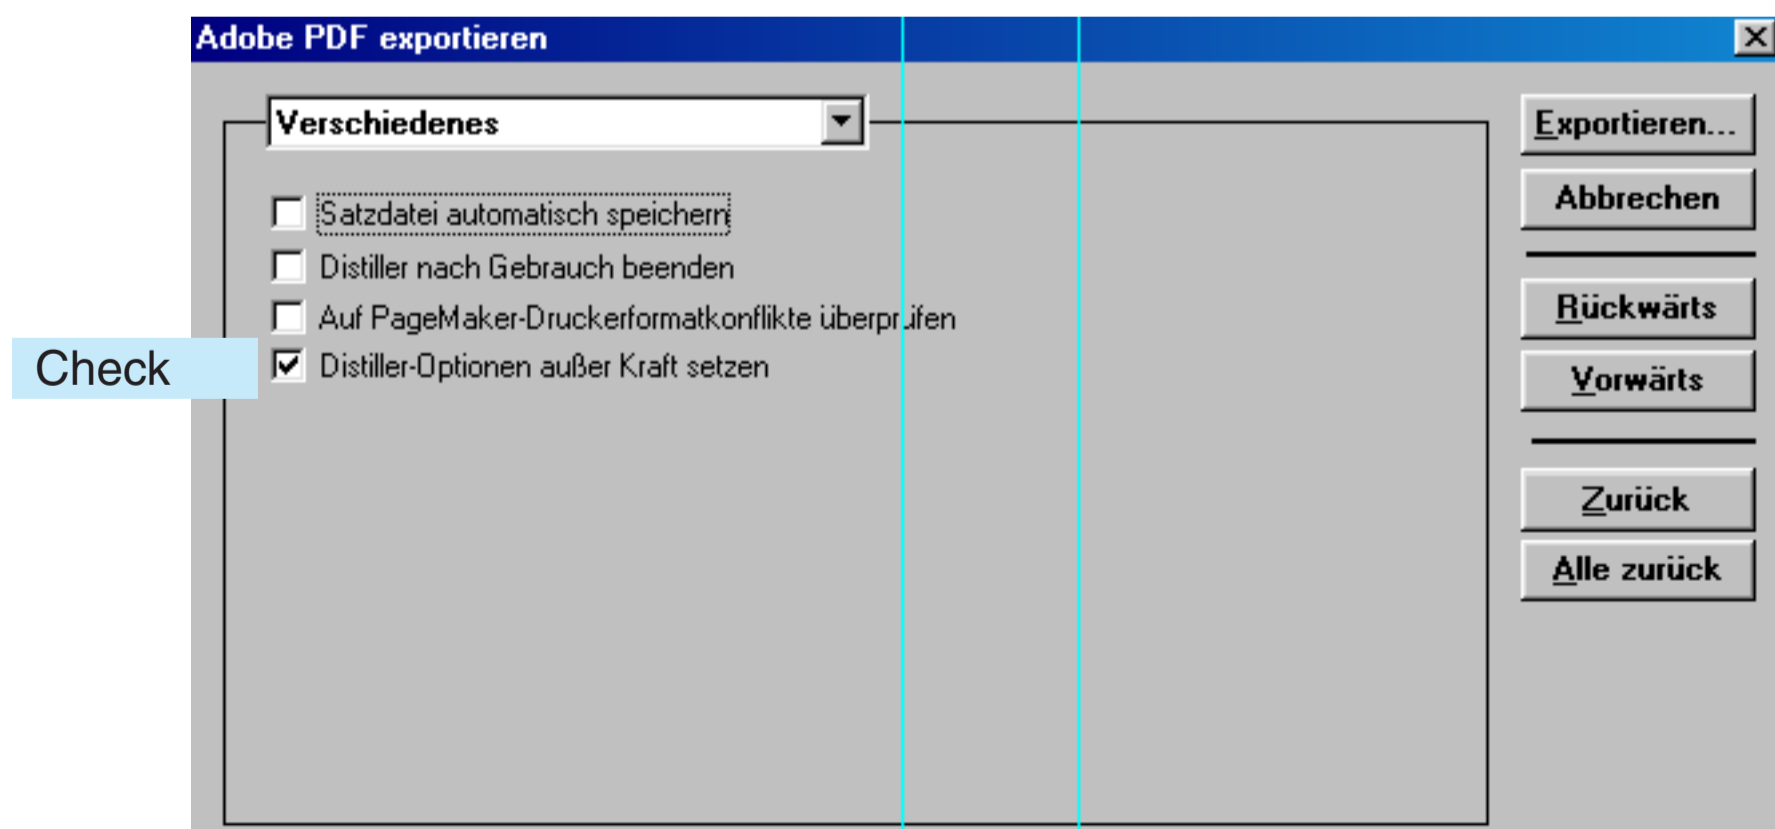 Adobe PDF exportieren
Verschiedenes
Exportieren...
Abbrechen
Satzdatei automatisch speichern
Distiller nach Gebrauch beenden
Auf PageMaker-Druckerformatkonflikte überprüfen
Rückwärts
Check
Distiller-Optionen außer Kraft setzen
Vorwärts
Zurück
Alle zurück